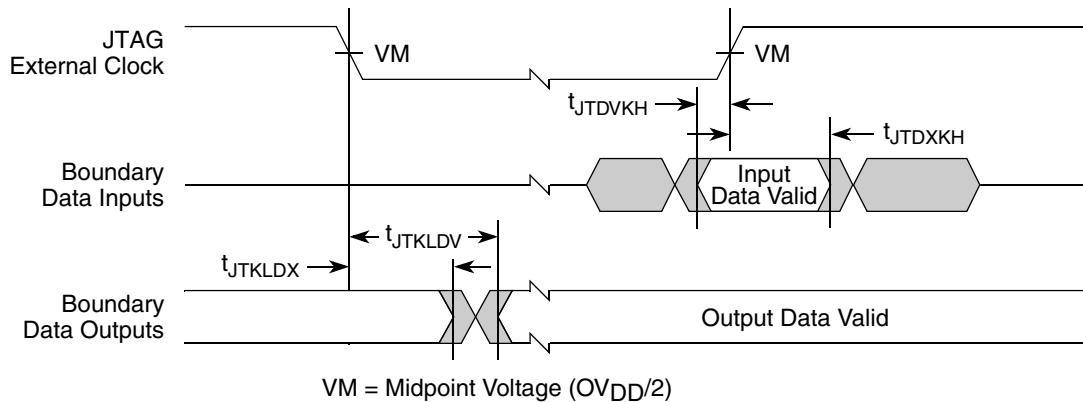 JTAG
External Clock
VM
VM
tJTDVKH
tJTDXKH
Boundary
Data Inputs
Input
Data Valid
tJTKLDV
tJTKLDX
Boundary
Data Outputs
Output Data Valid
VM = Midpoint Voltage (OVDD/2)